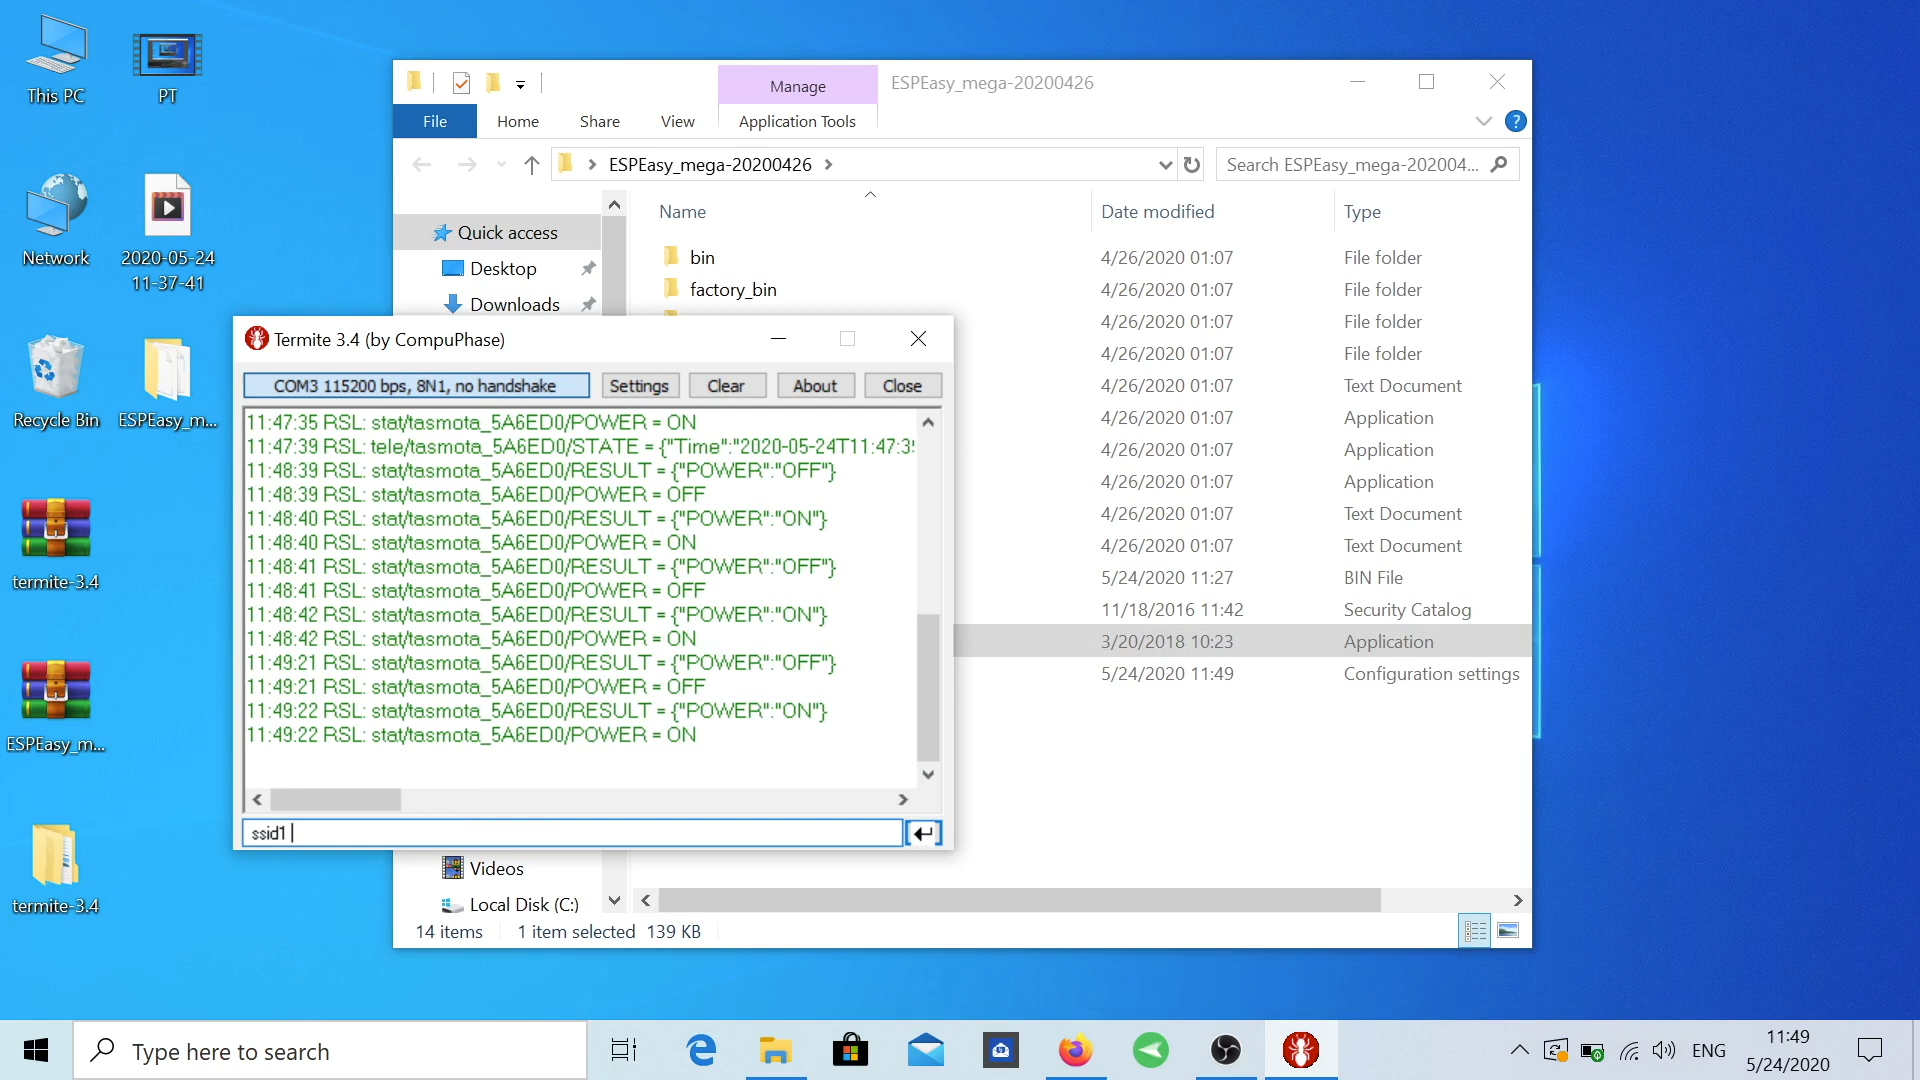 This PC
PT
Network
2020-05-24
11-37-41
Recycle Bin
ESPEasy_m...
termite-3.4
ESPEasy_m...
termite-3.4
Manage
ESPEasy_mega-20200426
File
Home
Share
View
Application Tools
?
ESPEasy_mega-20200426
Search ESPEasy_mega-202004...
Name
Date modified
Type
Quick access
Desktop
Downloads
bin
4/26/2020 01:07
File folder
factory_bin
4/26/2020 01:07
File folder
4/26/2020 01:07
File folder
4/26/2020 01:07
File folder
4/26/2020 01:07
Text Document
4/26/2020 01:07
Application
4/26/2020 01:07
Application
4/26/2020 01:07
Application
4/26/2020 01:07
Text Document
4/26/2020 01:07
Text Document
5/24/2020 11:27
BIN File
11/18/2016 11:42
Security Catalog
3/20/2018 10:23
Application
5/24/2020 11:49
Configuration settings
Termite 3.4 (by CompuPhase)
COM3 115200 bps, 8N1, no handshake
Settings
Clear
About
Close
11:47:35 RSL: stat/tasmota_5A6ED0/POWER = ON
11:47:39 RSL: tele/tasmota_5A6ED0/STATE = {"Time":"2020-05-24T11:47:39
11:48:39 RSL: stat/tasmota_5A6ED0/RESULT = {"POWER":"OFF"}
11:48:39 RSL: stat/tasmota_5A6ED0/POWER = OFF
11:48:40 RSL: stat/tasmota_5A6ED0/RESULT = {"POWER":"ON"}
11:48:40 RSL: stat/tasmota_5A6ED0/POWER = ON
11:48:41 RSL: stat/tasmota_5A6ED0/RESULT = {"POWER":"OFF"}
11:48:41 RSL: stat/tasmota_5A6ED0/POWER = OFF
11:48:42 RSL: stat/tasmota_5A6ED0/RESULT = {"POWER":"ON"}
11:48:42 RSL: stat/tasmota_5A6ED0/POWER = ON
11:49:21 RSL: stat/tasmota_5A6ED0/RESULT = {"POWER":"OFF"}
11:49:21 RSL: stat/tasmota_5A6ED0/POWER = OFF
11:49:22 RSL: stat/tasmota_5A6ED0/RESULT = {"POWER":"ON"}
11:49:22 RSL: stat/tasmota_5A6ED0/POWER = ON
ssid1
Videos
Local Disk (C:)
14 items
1 item selected 139 KB
Type here to search
ENG
11:49
5/24/2020